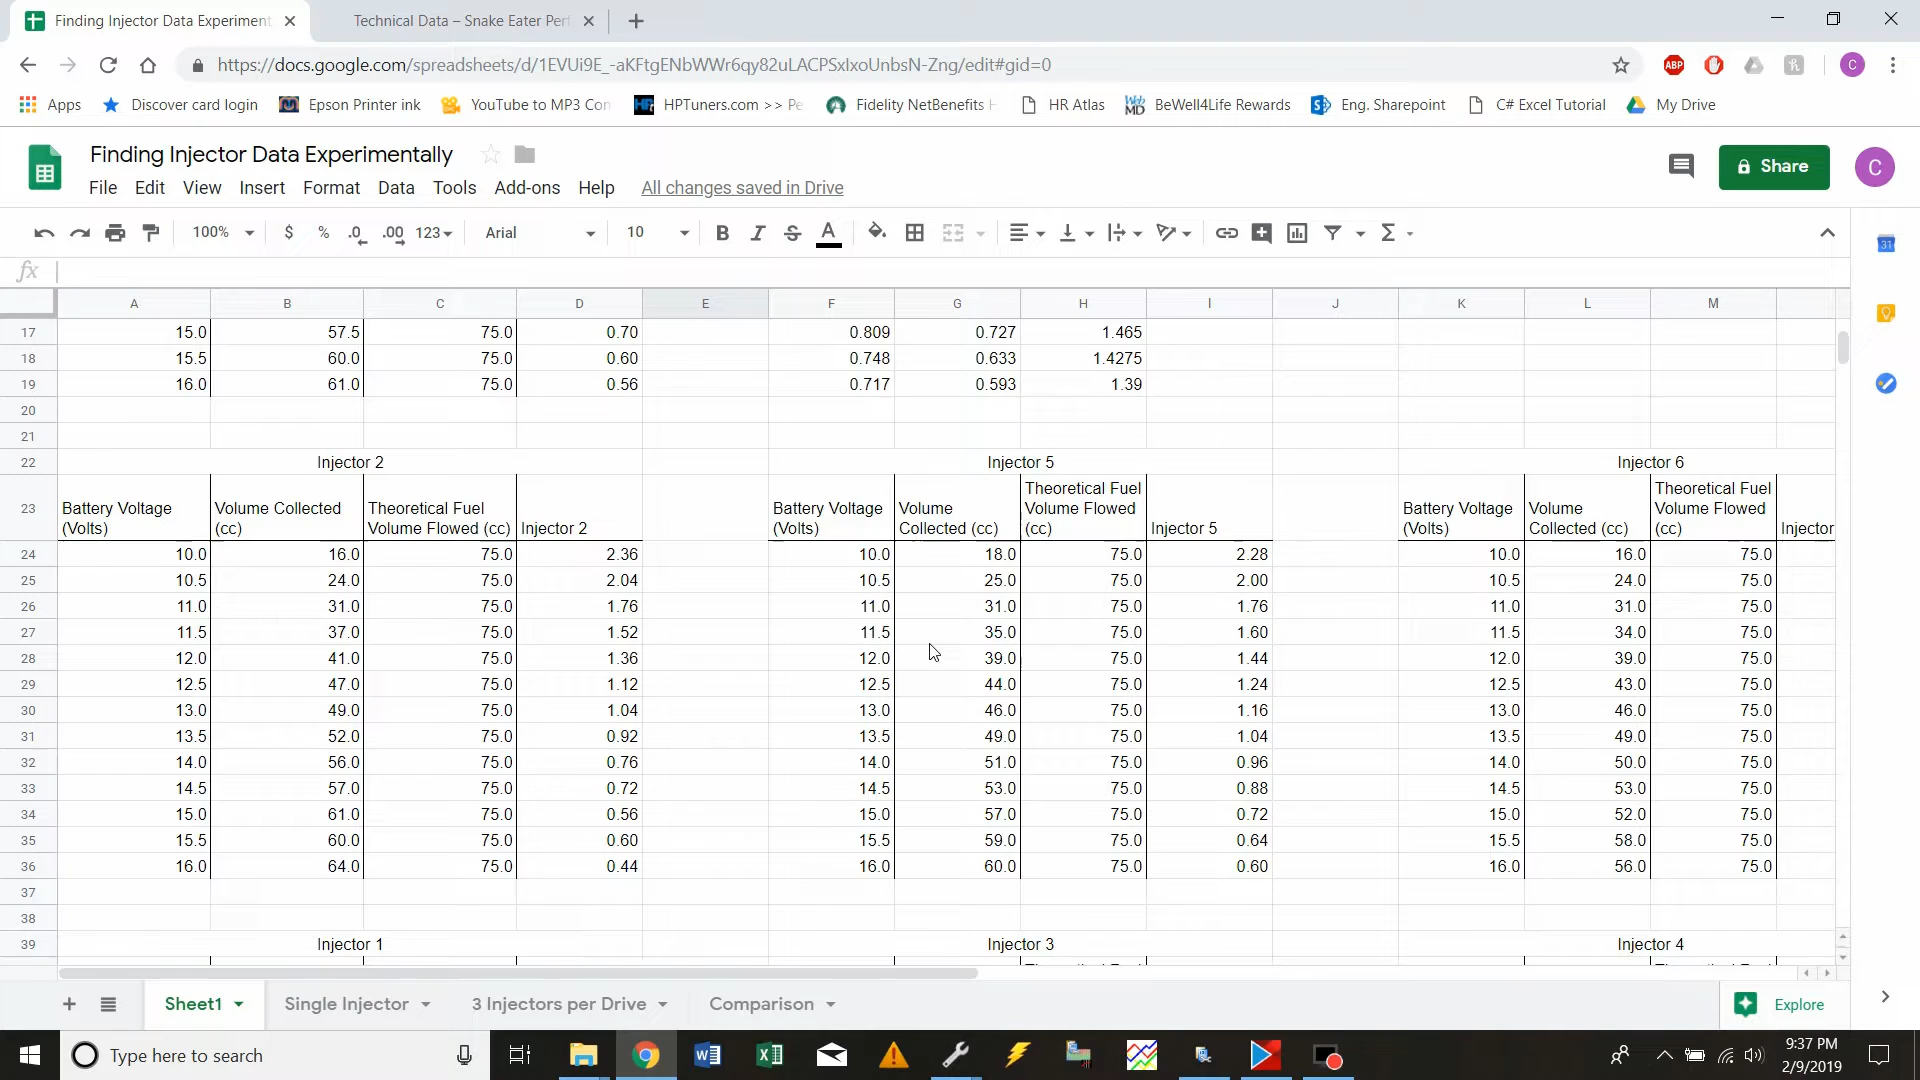 Finding Injector Data Experiment
Technical Data – Snake Eater Perf
https://docs.google.com/spreadsheets/d/1EVUi9E_-aKFtgENbWWr6qy82uLACPSxlxoUnbsN-Zng/edit#gid=0
ABP
C
Apps
Discover card login
Epson Printer ink
YouTube to MP3 Con
HPTuners.com >> Pe
Fidelity NetBenefits
HR Atlas
BeWell4Life Rewards
Eng. Sharepoint
C# Excel Tutorial
My Drive
Finding Injector Data Experimentally
File Edit View Insert Format Data Tools Add-ons Help All changes saved in Drive
Share
C
100% $ % .0 .00 123 Arial 10 B I S A Σ
31
fx
A B C D E F G H I J K L M
17 15.0 57.5 75.0 0.70 0.809 0.727 1.465
18 15.5 60.0 75.0 0.60 0.748 0.633 1.4275
19 16.0 61.0 75.0 0.56 0.717 0.593 1.39
20
21
22 Injector 2 Injector 5 Injector 6
23
Battery Voltage (Volts)
Volume Collected (cc)
Theoretical Fuel Volume Flowed (cc)
Injector 2
Battery Voltage (Volts)
Volume Collected (cc)
Theoretical Fuel Volume Flowed (cc)
Injector 5
Battery Voltage (Volts)
Volume Collected (cc)
Theoretical Fuel Volume Flowed (cc)
Injector
24 10.0 16.0 75.0 2.36 10.0 18.0 75.0 2.28 10.0 16.0 75.0
25 10.5 24.0 75.0 2.04 10.5 25.0 75.0 2.00 10.5 24.0 75.0
26 11.0 31.0 75.0 1.76 11.0 31.0 75.0 1.76 11.0 31.0 75.0
27 11.5 37.0 75.0 1.52 11.5 35.0 75.0 1.60 11.5 34.0 75.0
28 12.0 41.0 75.0 1.36 12.0 39.0 75.0 1.44 12.0 39.0 75.0
29 12.5 47.0 75.0 1.12 12.5 44.0 75.0 1.24 12.5 43.0 75.0
30 13.0 49.0 75.0 1.04 13.0 46.0 75.0 1.16 13.0 46.0 75.0
31 13.5 52.0 75.0 0.92 13.5 49.0 75.0 1.04 13.5 49.0 75.0
32 14.0 56.0 75.0 0.76 14.0 51.0 75.0 0.96 14.0 50.0 75.0
33 14.5 57.0 75.0 0.72 14.5 53.0 75.0 0.88 14.5 53.0 75.0
34 15.0 61.0 75.0 0.56 15.0 57.0 75.0 0.72 15.0 52.0 75.0
35 15.5 60.0 75.0 0.60 15.5 59.0 75.0 0.64 15.5 58.0 75.0
36 16.0 64.0 75.0 0.44 16.0 60.0 75.0 0.60 16.0 56.0 75.0
37
38
39 Injector 1 Injector 3 Injector 4
Sheet1 Single Injector 3 Injectors per Drive Comparison
Explore
Type here to search
9:37 PM
2/9/2019